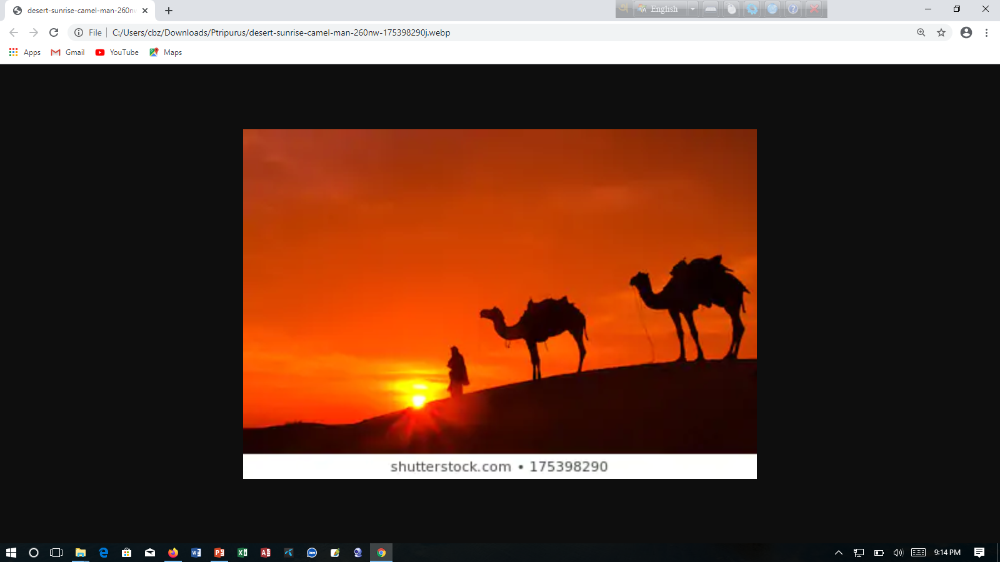 desert-sunrise-camel-man-260nw
English
File
C:/Users/cbz/Downloads/Ptripurus/desert-sunrise-camel-man-260nw-175398290j.webp
Apps
Gmail
YouTube
Maps
shutterstock.com • 175398290
9:14 PM